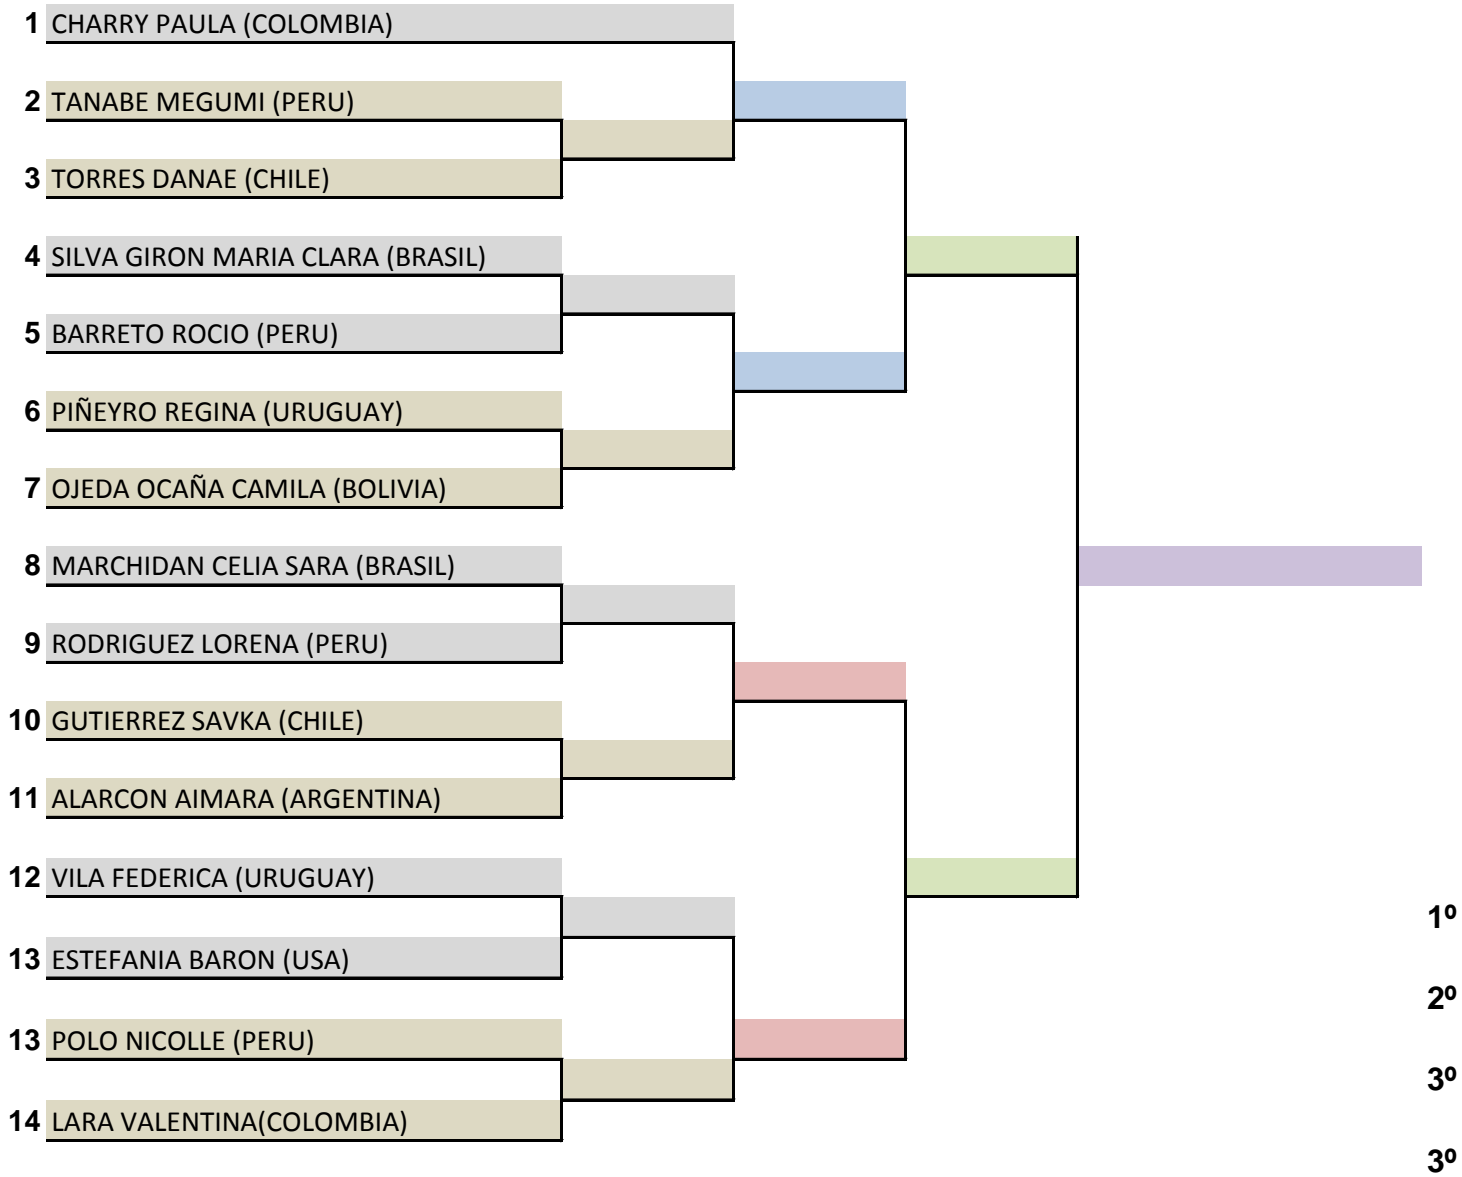 1 CHARRY PAULA (COLOMBIA)
2 TANABE MEGUMI (PERU)
3 TORRES DANAE (CHILE)
4 SILVA GIRON MARIA CLARA (BRASIL)
5 BARRETO ROCIO (PERU)
6 PIÑEYRO REGINA (URUGUAY)
7 OJEDA OCAÑA CAMILA (BOLIVIA)
8 MARCHIDAN CELIA SARA (BRASIL)
9 RODRIGUEZ LORENA (PERU)
10 GUTIERREZ SAVKA (CHILE)
11 ALARCON AIMARA (ARGENTINA)
12 VILA FEDERICA (URUGUAY)
13 ESTEFANIA BARON (USA)
13 POLO NICOLLE (PERU)
14 LARA VALENTINA(COLOMBIA)
1º
2º
3º
3º